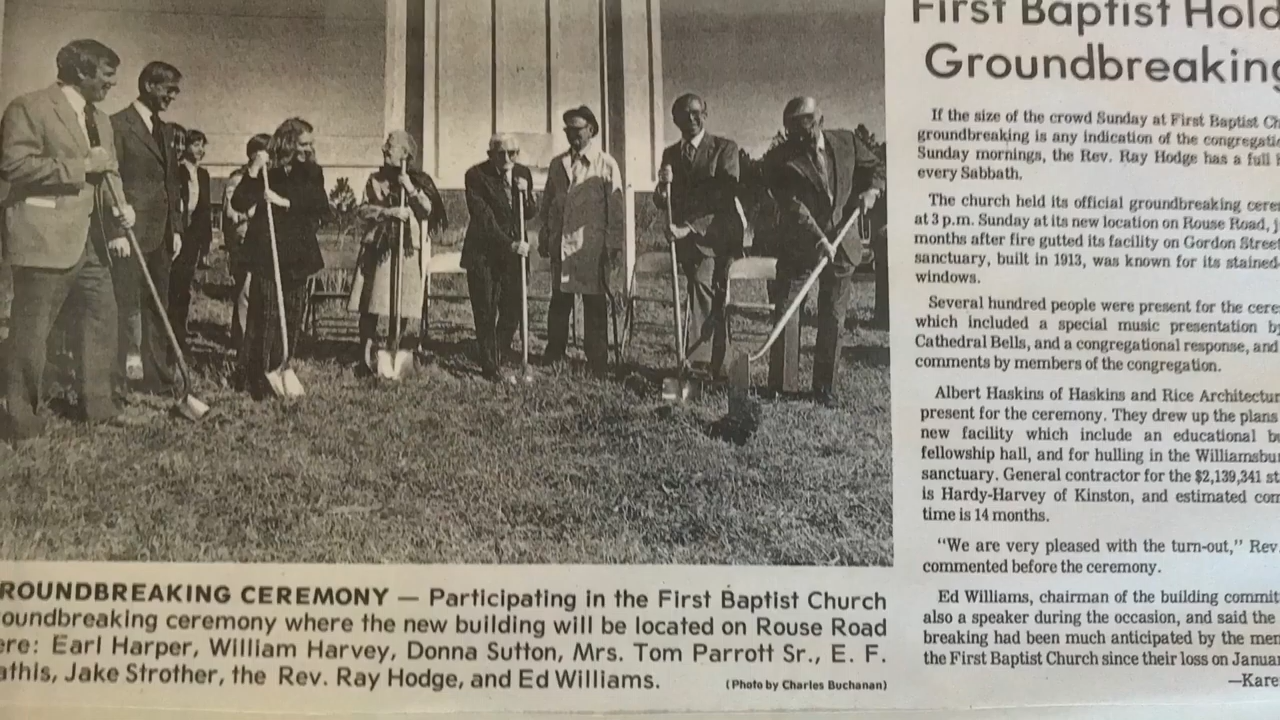 ROUNDBREAKING CEREMONY — Participating in the First Baptist Church
oundbreaking ceremony where the new building will be located on Rouse Road
ere: Earl Harper, William Harvey, Donna Sutton, Mrs. Tom Parrott Sr., E. F.
athis, Jake Strother, the Rev. Ray Hodge, and Ed Williams.
(Photo by Charles Buchanan)
First Baptist Hold
Groundbreaking
If the size of the crowd Sunday at First Baptist Ch
groundbreaking is any indication of the congregatio
Sunday mornings, the Rev. Ray Hodge has a full
every Sabbath.
The church held its official groundbreaking cere
at 3 p.m. Sunday at its new location on Rouse Road, j
months after fire gutted its facility on Gordon Street
sanctuary, built in 1913, was known for its stained-
windows.
Several hundred people were present for the cere
which included a special music presentation by
Cathedral Bells, and a congregational response, and
comments by members of the congregation.
Albert Haskins of Haskins and Rice Architectur
present for the ceremony. They drew up the plans
new facility which include an educational b
fellowship hall, and for hulling in the Williamsbu
sanctuary. General contractor for the $2,139,341 st
is Hardy-Harvey of Kinston, and estimated com
time is 14 months.
"We are very pleased with the turn-out," Rev.
commented before the ceremony.
Ed Williams, chairman of the building commit
also a speaker during the occasion, and said the
breaking had been much anticipated by the mem
the First Baptist Church since their loss on Januar
—Kare